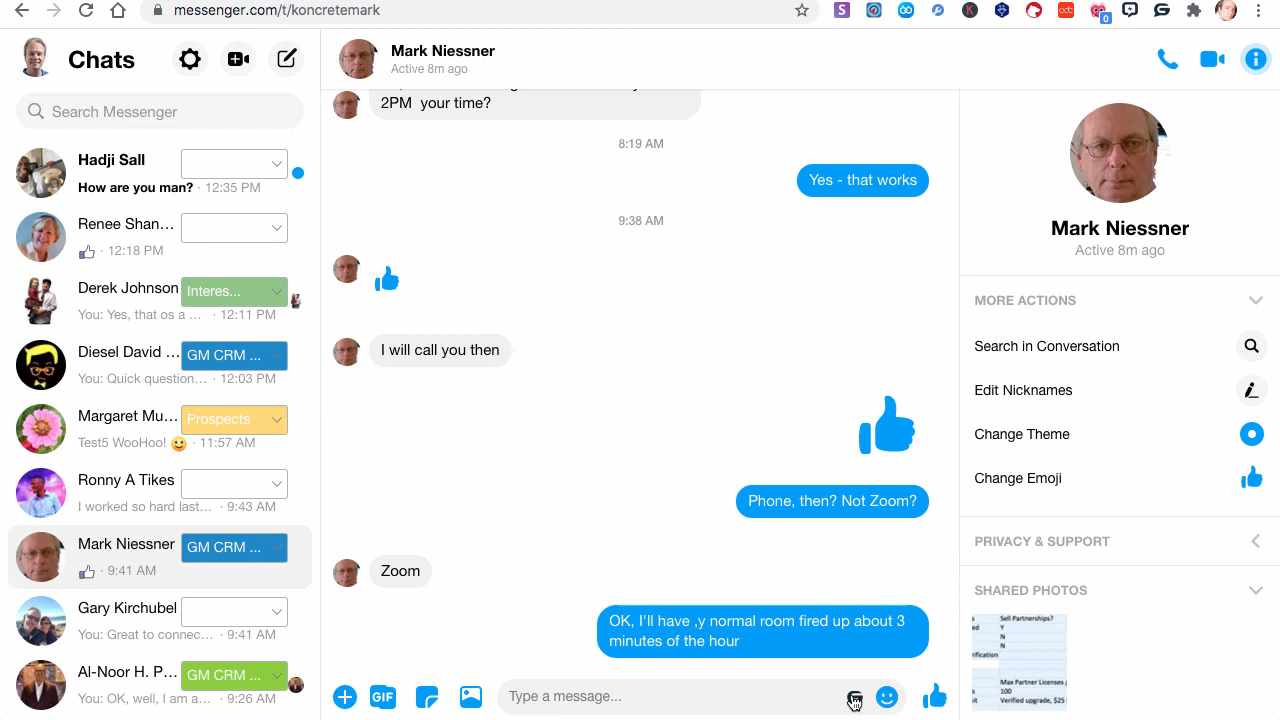 messenger.com/t/koncretemark
0
Chats
Search Messenger
Hadji Sall
How are you man? · 12:35 PM
Renee Shan...
· 12:18 PM
Derek Johnson
Interes...
You: Yes, that os a ... · 12:11 PM
Diesel David ...
GM CRM ...
You: Quick question... · 12:03 PM
Margaret Mu...
Prospects
Test5 WooHoo! 😀 · 11:57 AM
Ronny A Tikes
I worked so hard last... · 9:43 AM
Mark Niessner
GM CRM ...
· 9:41 AM
Gary Kirchubel
You: Great to connec... · 9:41 AM
Al-Noor H. P...
GM CRM ...
You: OK, well, I am a... · 9:26 AM
Mark Niessner
Active 8m ago
2PM your time?
8:19 AM
Yes - that works
9:38 AM
I will call you then
Phone, then? Not Zoom?
Zoom
OK, I'll have ,y normal room fired up about 3
minutes of the hour
GIF
Type a message...
Mark Niessner
Active 8m ago
MORE ACTIONS
Search in Conversation
Edit Nicknames
Change Theme
Change Emoji
PRIVACY & SUPPORT
SHARED PHOTOS
Sell Partnerships?
Y
N
N
Max Partner Licenses
100
Verified upgrade, $25